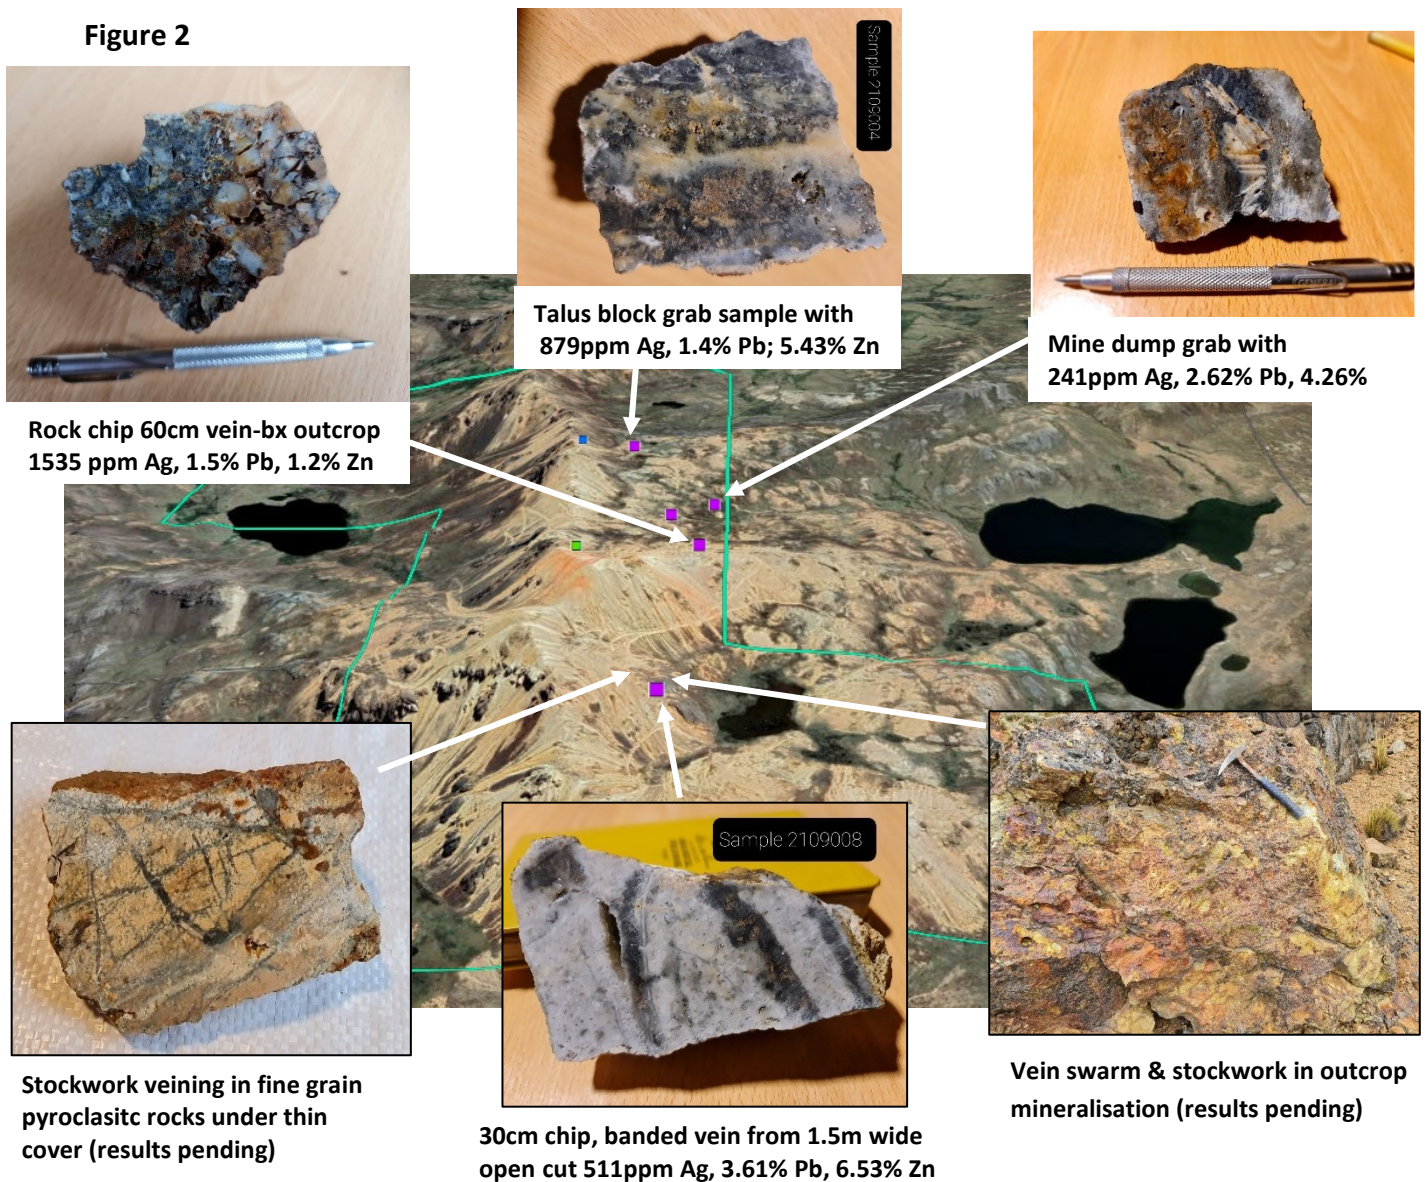 Figure 2
Sample 2109004
Talus block grab sample with
879ppm Ag, 1.4% Pb; 5.43% Zn
GENERAL
Mine dump grab with
241ppm Ag, 2.62% Pb, 4.26%
Rock chip 60cm vein-bx outcrop
1535 ppm Ag, 1.5% Pb, 1.2% Zn
Sample 2109008
Stockwork veining in fine grain
pyroclasitc rocks under thin
cover (results pending)
30cm chip, banded vein from 1.5m wide
open cut 511ppm Ag, 3.61% Pb, 6.53% Zn
Vein swarm & stockwork in outcrop
mineralisation (results pending)